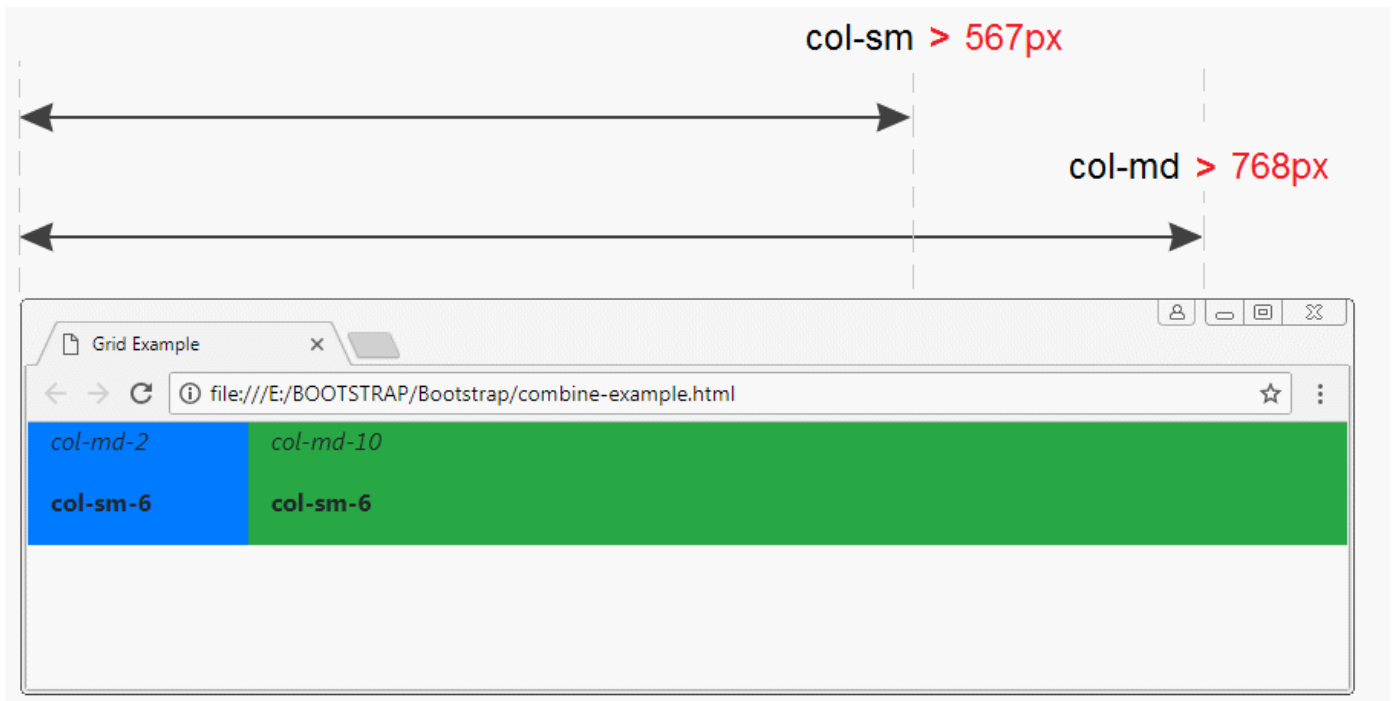 col-sm > 567px
col-md > 768px
Grid Example
file:///E:/BOOTSTRAP/Bootstrap/combine-example.html
col-md-2 col-md-10
col-sm-6 col-sm-6